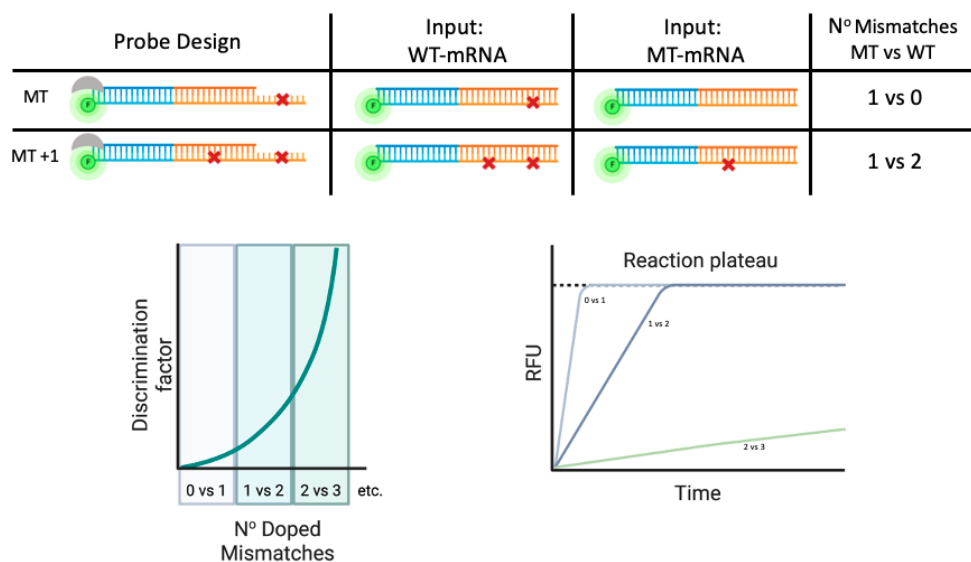 Probe Design
Input:
WT-mRNA
Input:
MT-mRNA
Nº Mismatches
MT vs WT
MT
F
F
F
1 vs 0
MT +1
F
F
F
1 vs 2
Discrimination
factor
0 vs 1
1 vs 2
2 vs 3
etc.
Nº Doped
Mismatches
Reaction plateau
RFU
0 vs 1
1 vs 2
2 vs 3
Time